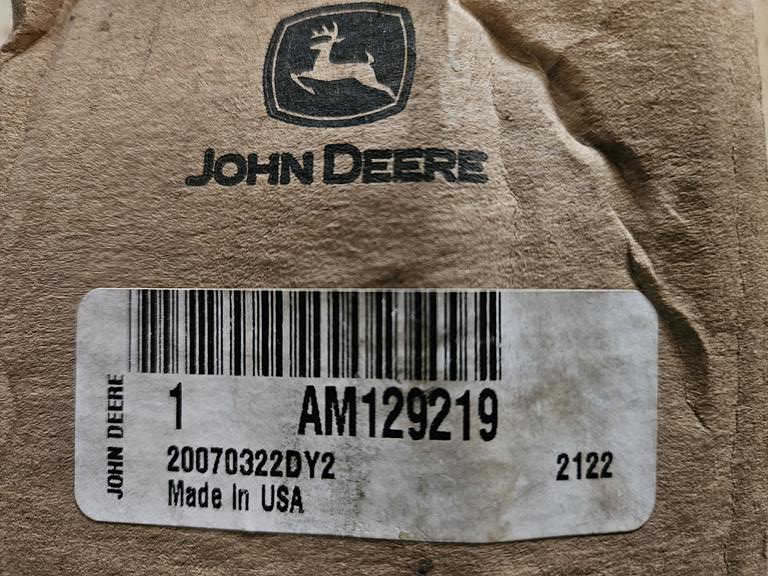 JOHN DEERE
JOHN DEERE
1 AM129219
20070322DY2 2122
Made In USA